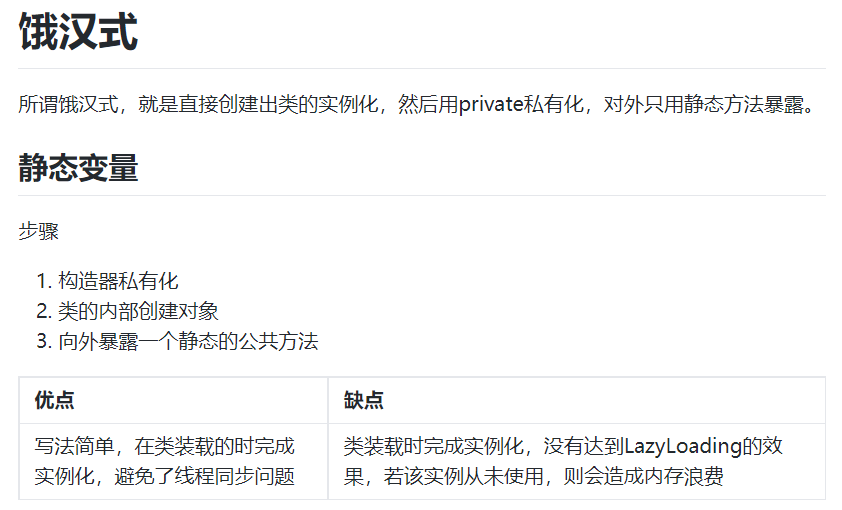 饿汉式
所谓饿汉式，就是直接创建出类的实例化，然后用private私有化，对外只用静态方法暴露。
静态变量
步骤
1. 构造器私有化
2. 类的内部创建对象
3. 向外暴露一个静态的公共方法
优点
缺点
写法简单，在类装载的时完成
实例化，避免了线程同步问题
类装载时完成实例化，没有达到LazyLoading的效
果，若该实例从未使用，则会造成内存浪费